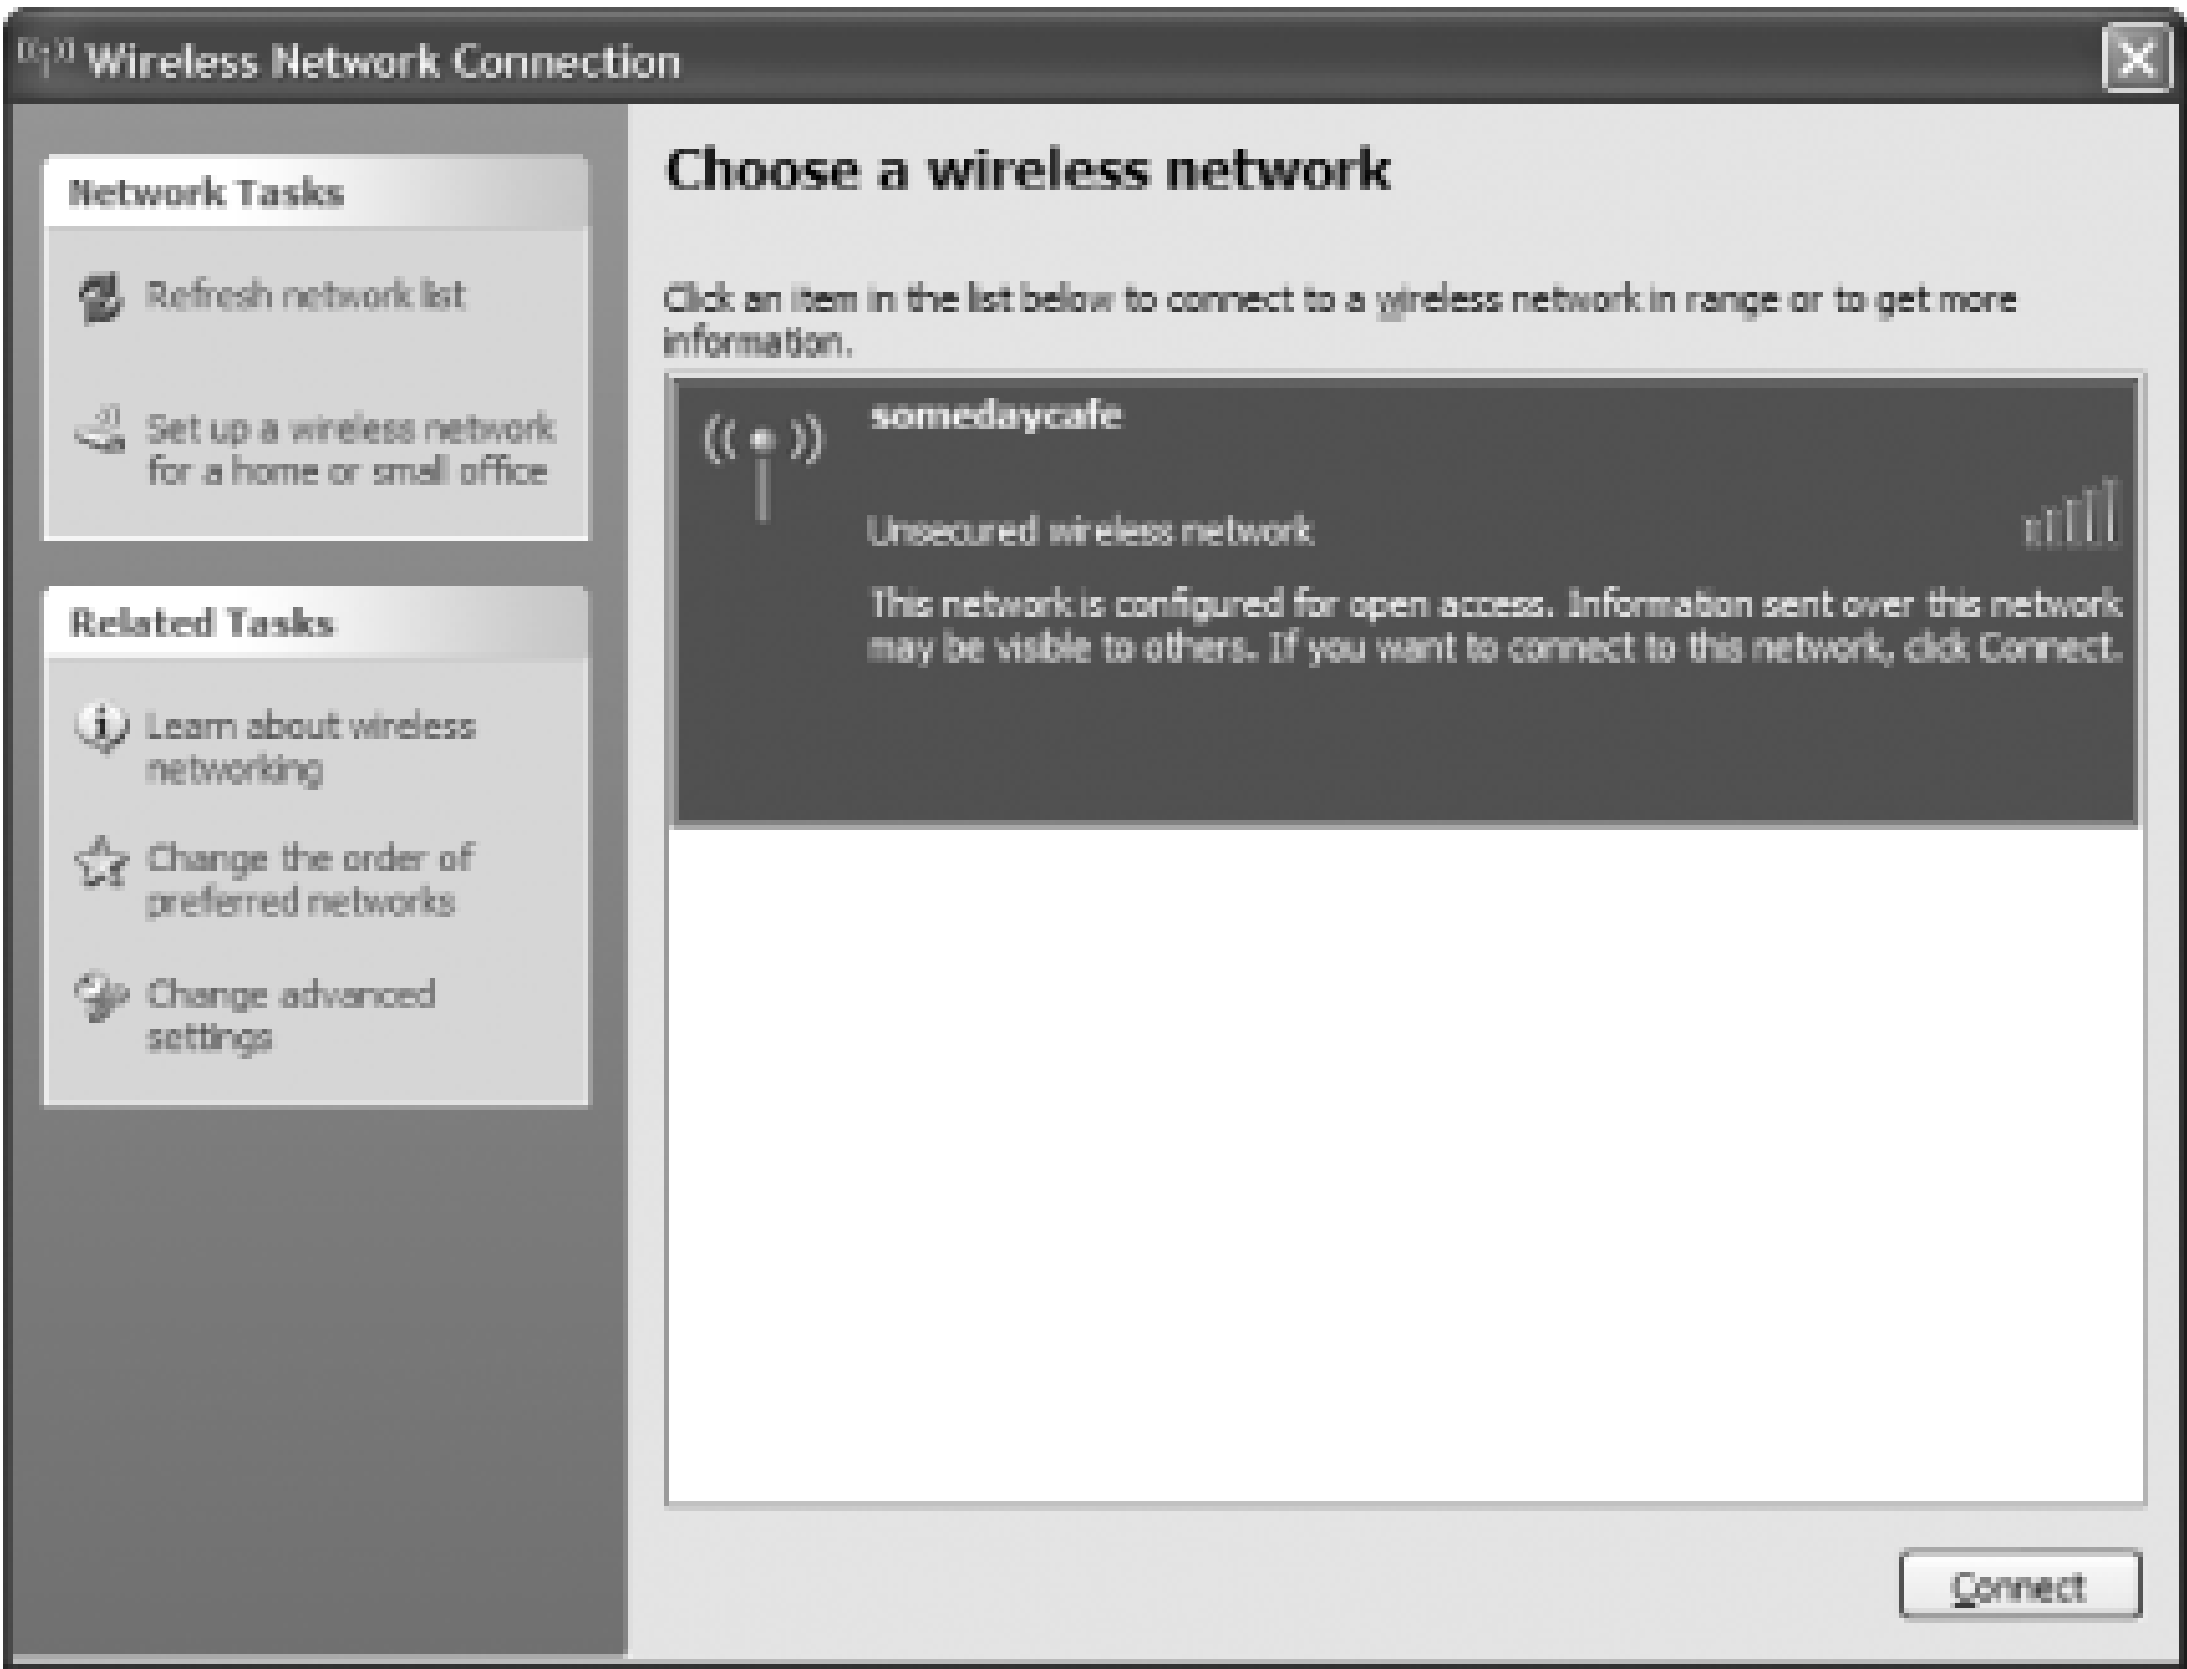 Wireless Network Connection
Network Tasks
Refresh network list
Set up a wireless network
for a home or small office
Related Tasks
Learn about wireless
networking
Change the order of
preferred networks
Change advanced
settings
Choose a wireless network
Click an item in the list below to connect to a wireless network in range or to get more
information.
somedaycafe
Unsecured wireless network
This network is configured for open access. Information sent over this network
may be visible to others. If you want to connect to this network, click Connect.
Connect